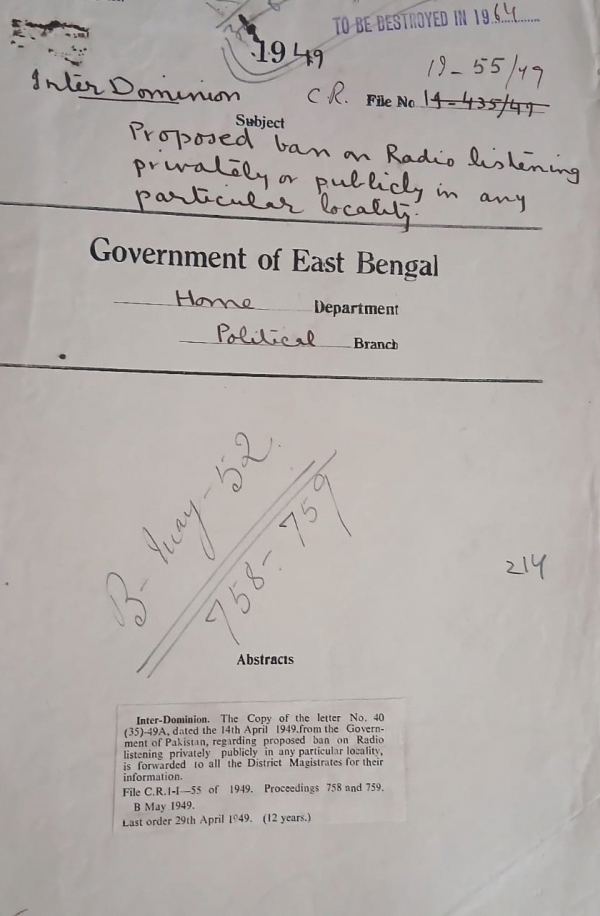 TO BE DESTROYED IN 1964
1949
19-55/49
Inter Dominion
C R. File No 14-435/49
Subject
Proposed ban on Radio listening
privately or publicly in any
particular locality.
Government of East Bengal
Home Department
Political Branch
B- May-52.
758-759
214
Abstracts
Inter-Dominion. The Copy of the letter No. 40
(35)-49A, dated the 14th April 1949.from the Govern-
ment of Pakistan, regarding proposed ban on Radio
listening privately publicly in any particular locality,
is forwarded to all the District Magistrates for their
information.
File C.R.1-I—55 of 1949. Proceedings 758 and 759.
B May 1949.
Last order 29th April 1949. (12 years.)